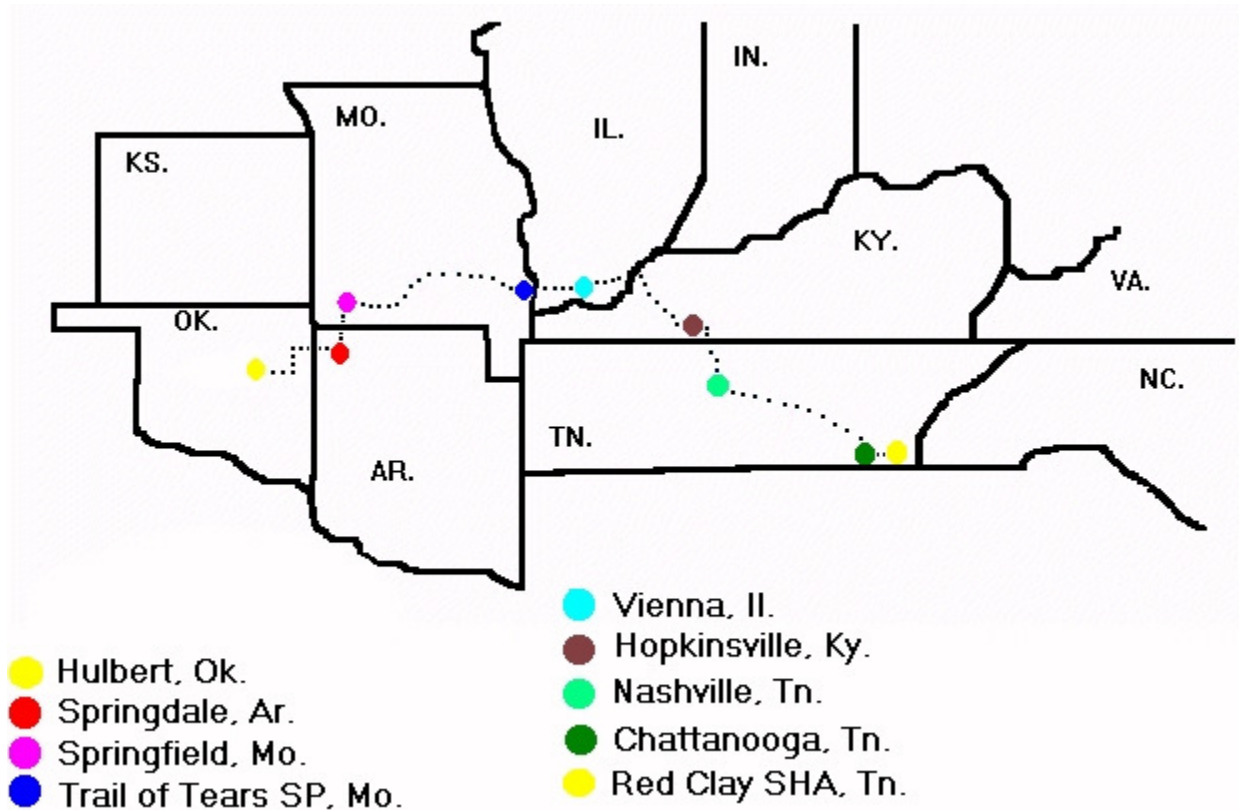 IN.
MO.
IL.
KS.
KY.
VA.
OK.
NC.
TN.
AR.
Hulbert, Ok.
Springdale, Ar.
Springfield, Mo.
Trail of Tears SP, Mo.
Vienna, Il.
Hopkinsville, Ky.
Nashville, Tn.
Chattanooga, Tn.
Red Clay SHA, Tn.